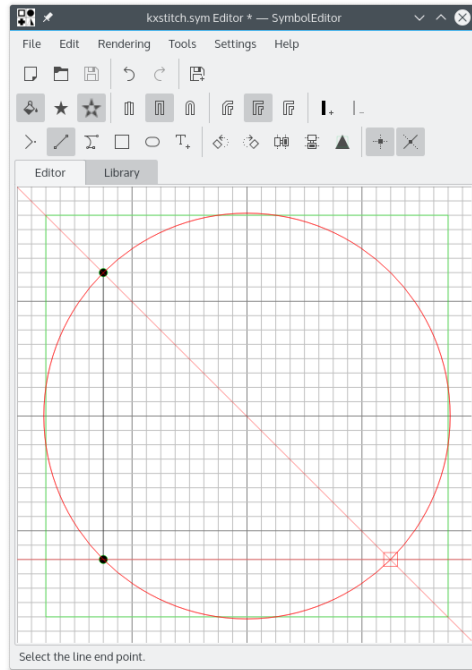 kxstitch.sym Editor * — SymbolEditor
File Edit Rendering Tools Settings Help
Editor Library
Select the line end point.